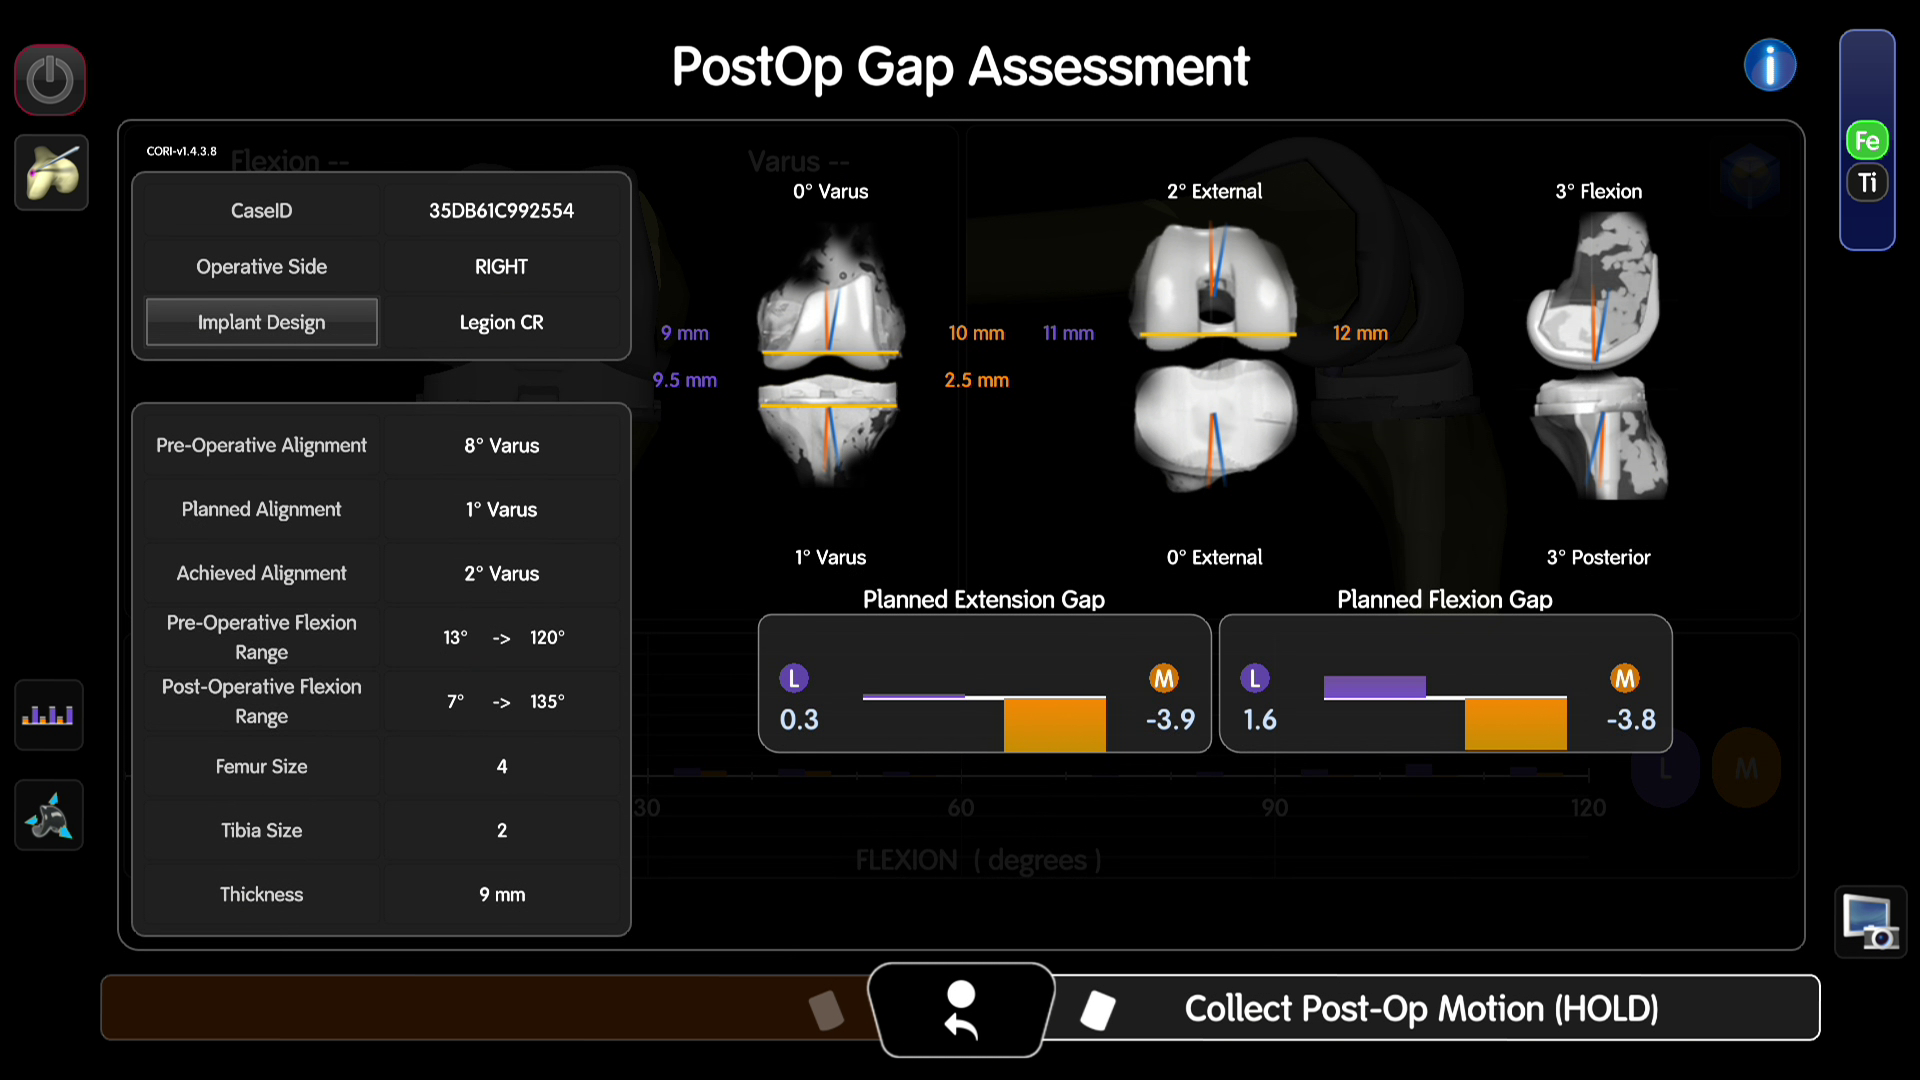 PostOp Gap Assessment
i
Fe
Ti
CORI-v1.4.3.8
Flexion --
Varus --
CaseID 35DB61C992554
Operative Side RIGHT
Implant Design Legion CR
0° Varus
2° External
3° Flexion
9 mm
10 mm
11 mm
12 mm
9.5 mm
2.5 mm
Pre-Operative Alignment 8° Varus
Planned Alignment 1° Varus
Achieved Alignment 2° Varus
Pre-Operative Flexion
Range
13° -> 120°
Post-Operative Flexion
Range
7° -> 135°
Femur Size 4
Tibia Size 2
Thickness 9 mm
1° Varus
0° External
3° Posterior
Planned Extension Gap
L
0.3
M
-3.9
Planned Flexion Gap
L
1.6
M
-3.8
L
M
30
60
90
120
FLEXION ( degrees )
Collect Post-Op Motion (HOLD)